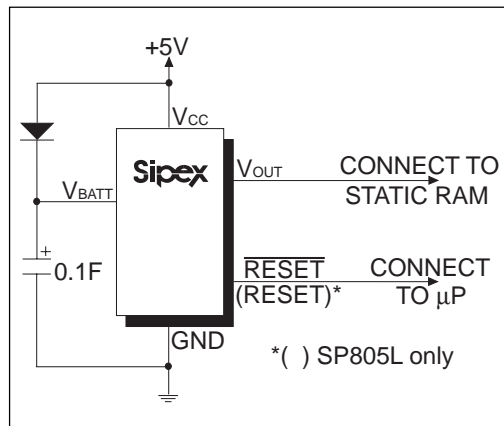 +5V
VCC
Sipex
VOUT
CONNECT TO
STATIC RAM
VBATT
+
0.1F
RESET
(RESET)*
CONNECT
TO µP
GND
*( ) SP805L only